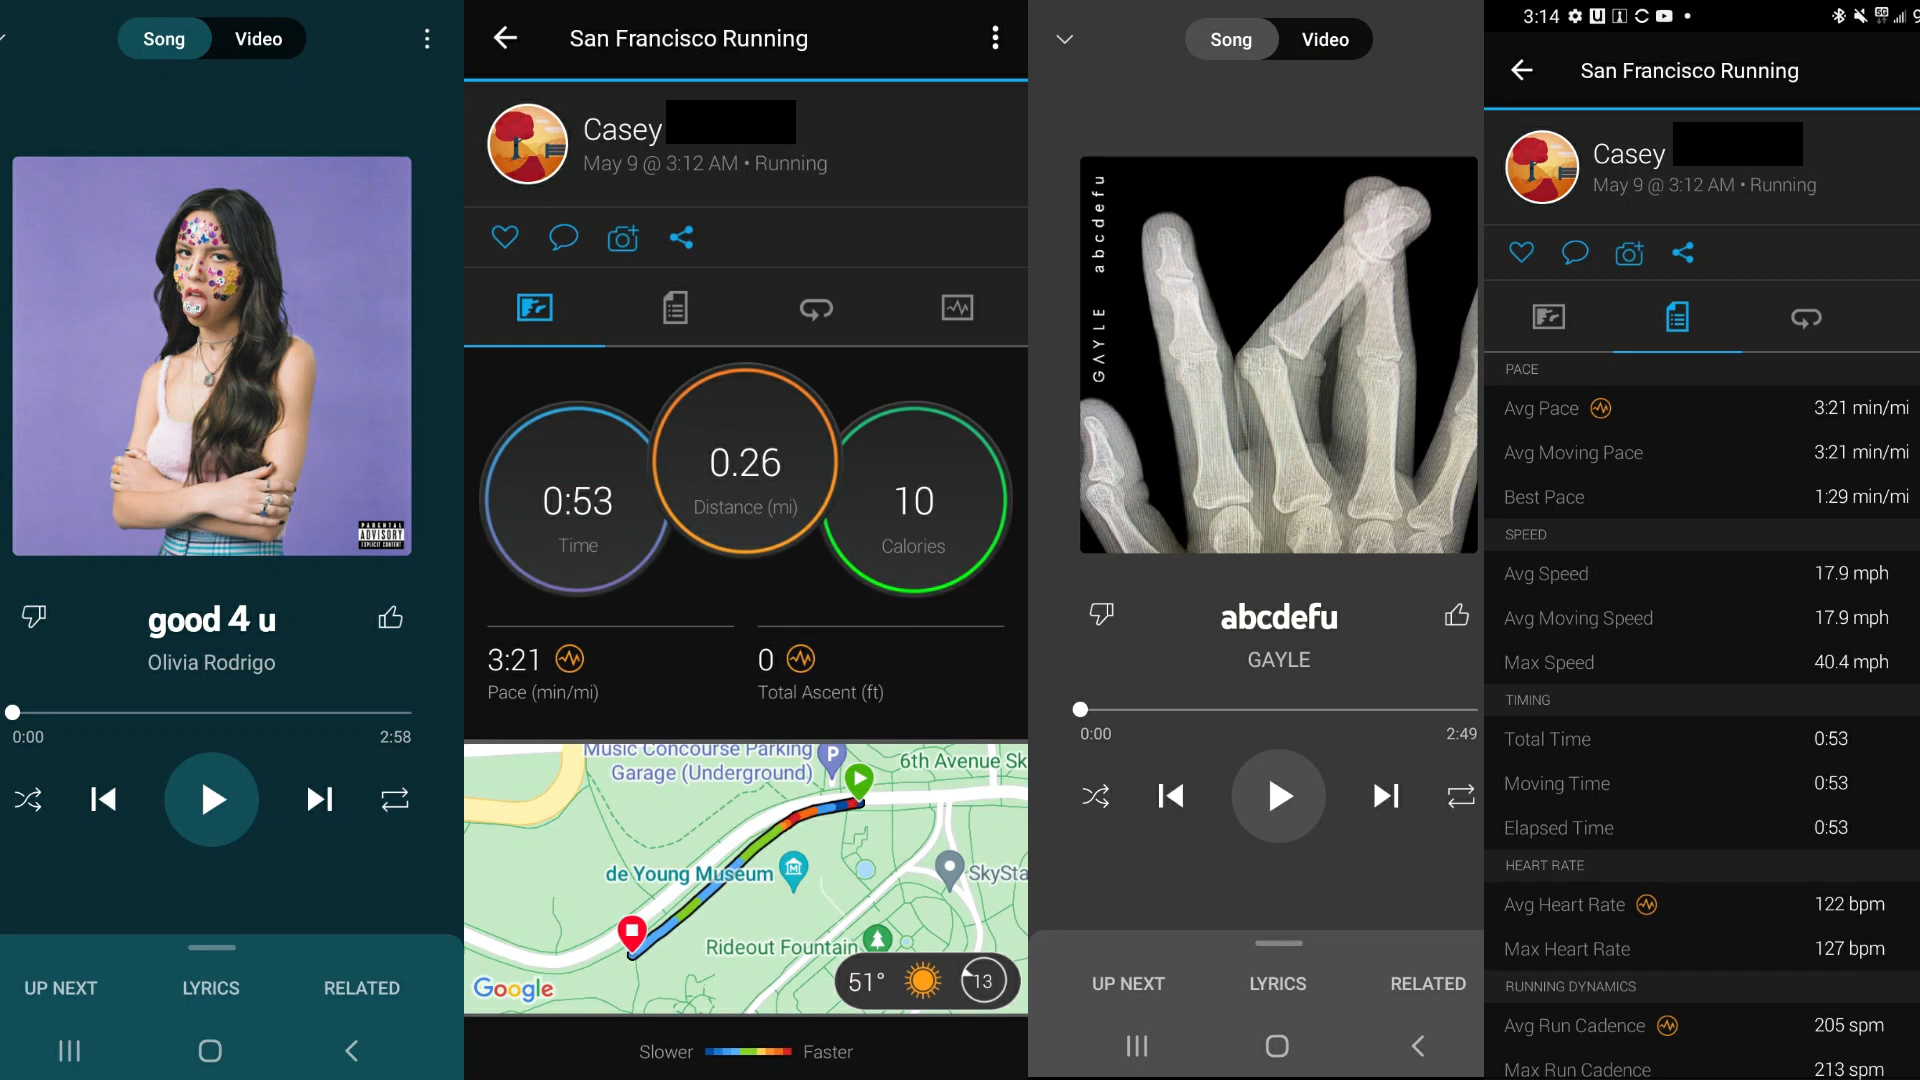 Song
Video
PARENTAL
ADVISORY
EXPLICIT CONTENT
good 4 u
Olivia Rodrigo
0:00
2:58
UP NEXT
LYRICS
RELATED
San Francisco Running
Casey
May 9 @ 3:12 AM • Running
0:53
Time
0.26
Distance (mi)
10
Calories
3:21
Pace (min/mi)
0
Total Ascent (ft)
Music Concourse Parking
Garage (Underground)
P
6th Avenue Sk
de Young Museum
SkySta
Rideout Fountain
Google
51°
13
Slower
Faster
Song
Video
GAYLE abcdefu
abcdefu
GAYLE
0:00
2:49
UP NEXT
LYRICS
RELATED
3:14
U
5G
9
San Francisco Running
Casey
May 9 @ 3:12 AM • Running
PACE
Avg Pace 3:21 min/mi
Avg Moving Pace 3:21 min/mi
Best Pace 1:29 min/mi
SPEED
Avg Speed 17.9 mph
Avg Moving Speed 17.9 mph
Max Speed 40.4 mph
TIMING
Total Time 0:53
Moving Time 0:53
Elapsed Time 0:53
HEART RATE
Avg Heart Rate 122 bpm
Max Heart Rate 127 bpm
RUNNING DYNAMICS
Avg Run Cadence 205 spm
Max Run Cadence 213 spm